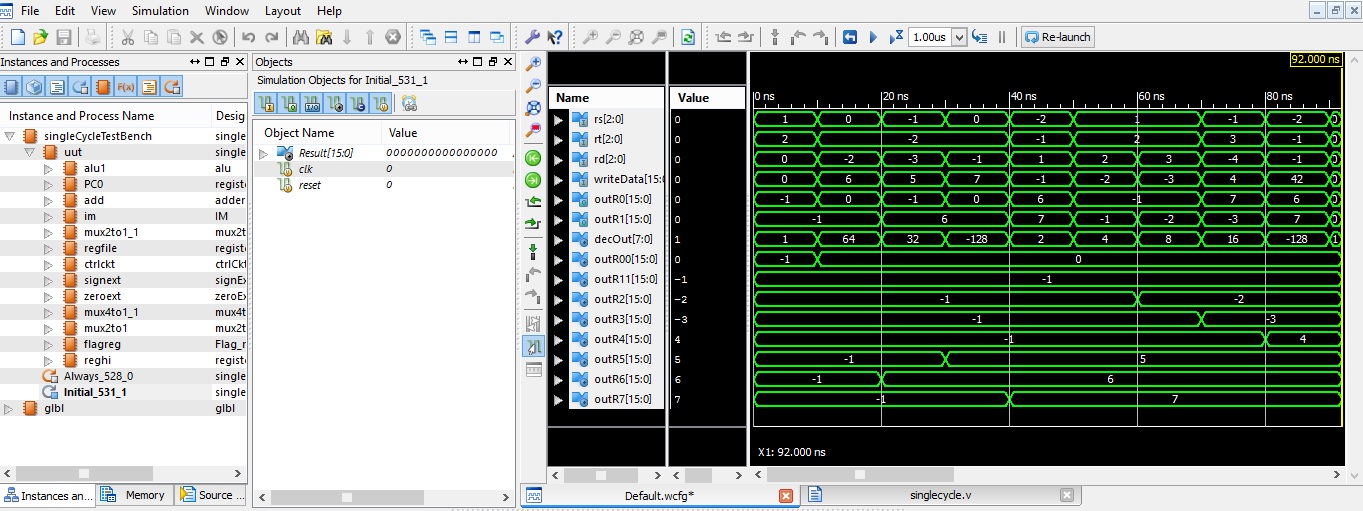 File Edit View Simulation Window Layout Help
1.00us Re-launch
Instances and Processes
Instance and Process Name Desig
singleCycleTestBench single
uut single
alu1 alu
PC0 registe
add adder
im IM
mux2to1_1 mux2t
regfile registe
ctrlckt ctrlCkt
signext signExt
zeroext zeroEx
mux4to1_1 mux4t
mux2to1 mux2t
flagreg Flag_r
reghi registe
Always_528_0 single
Initial_531_1 single
glbl glbl
Instances an... Memory Source ...
Objects
Simulation Objects for Initial_531_1
Object Name Value
Result[15:0] 0000000000000000
clk 0
reset 0
92.000 ns
Name Value
0 ns 20 ns 40 ns 60 ns 80 ns
rs[2:0] 0 1 0 -1 0 -2 1 -1 -2 0
rt[2:0] 0 2 -2 -1 2 3 -1 0
rd[2:0] 0 0 -2 -3 -1 1 2 3 -4 -1 0
writeData[15:0 0 0 6 5 7 -1 -2 -3 4 42 0
outR0[15:0] 0 -1 0 -1 0 6 -1 7 6 0
outR1[15:0] 0 -1 6 7 -1 -2 -3 7 0
decOut[7:0] 1 1 64 32 -128 2 4 8 16 -128 1
outR00[15:0] 0 -1 0
outR11[15:0] -1 -1
outR2[15:0] -2 -1 -2
outR3[15:0] -3 -1 -3
outR4[15:0] 4 -1 4
outR5[15:0] 5 -1 5
outR6[15:0] 6 -1 6
outR7[15:0] 7 -1 7
X1: 92.000 ns
Default.wcfg* singlecycle.v